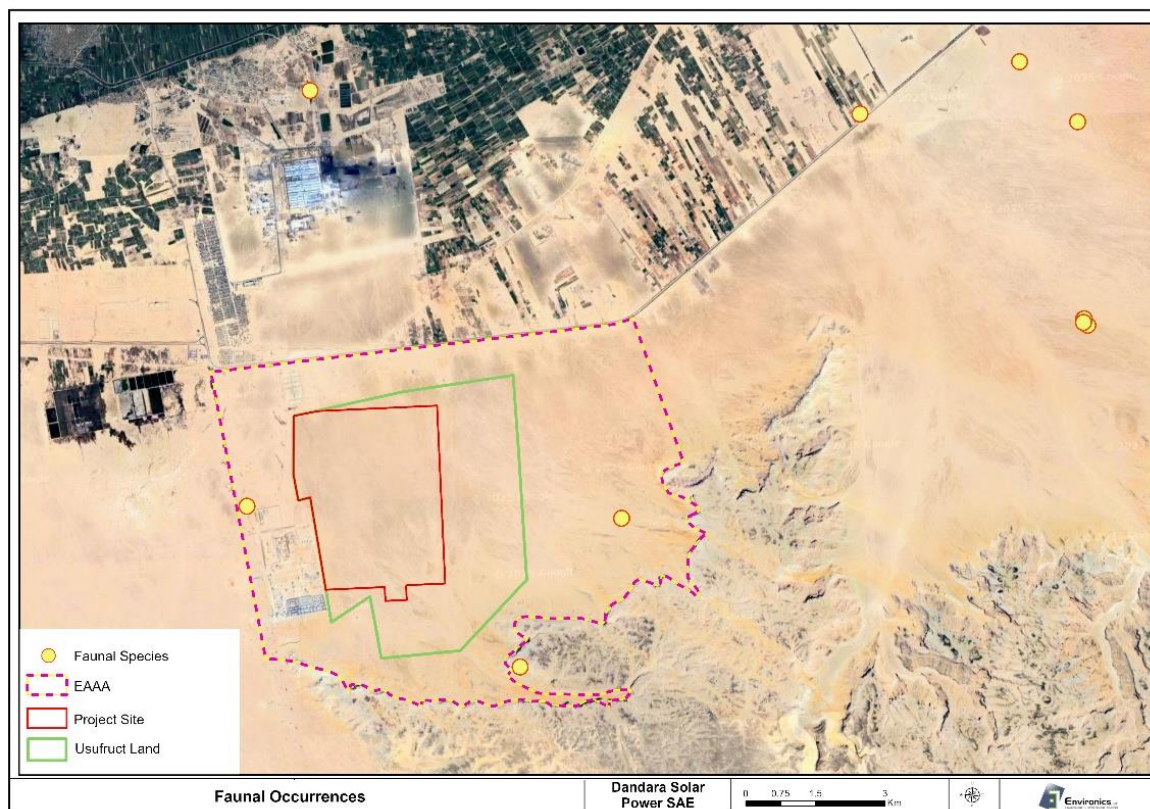 Faunal Species
EAAA
Project Site
Usufruct Land
Faunal Occurrences
Dandara Solar
Power SAE
0 0.75 1.5 3
Km
Environics